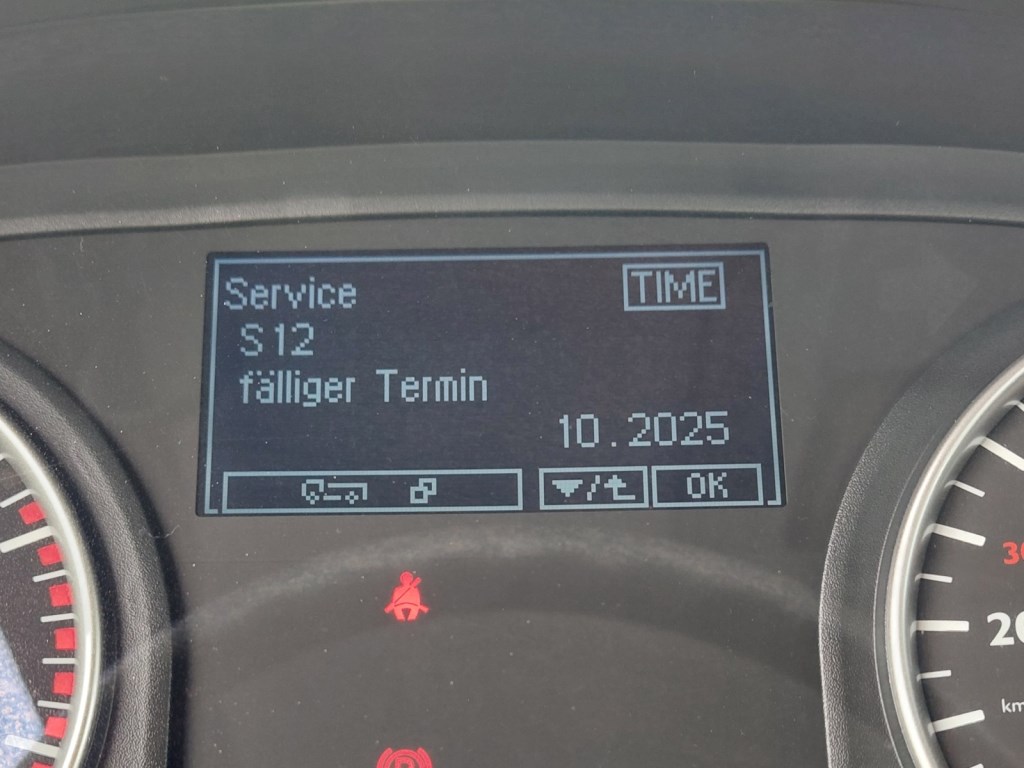 Service
TIME
S12
fälliger Termin
10.2025
OK